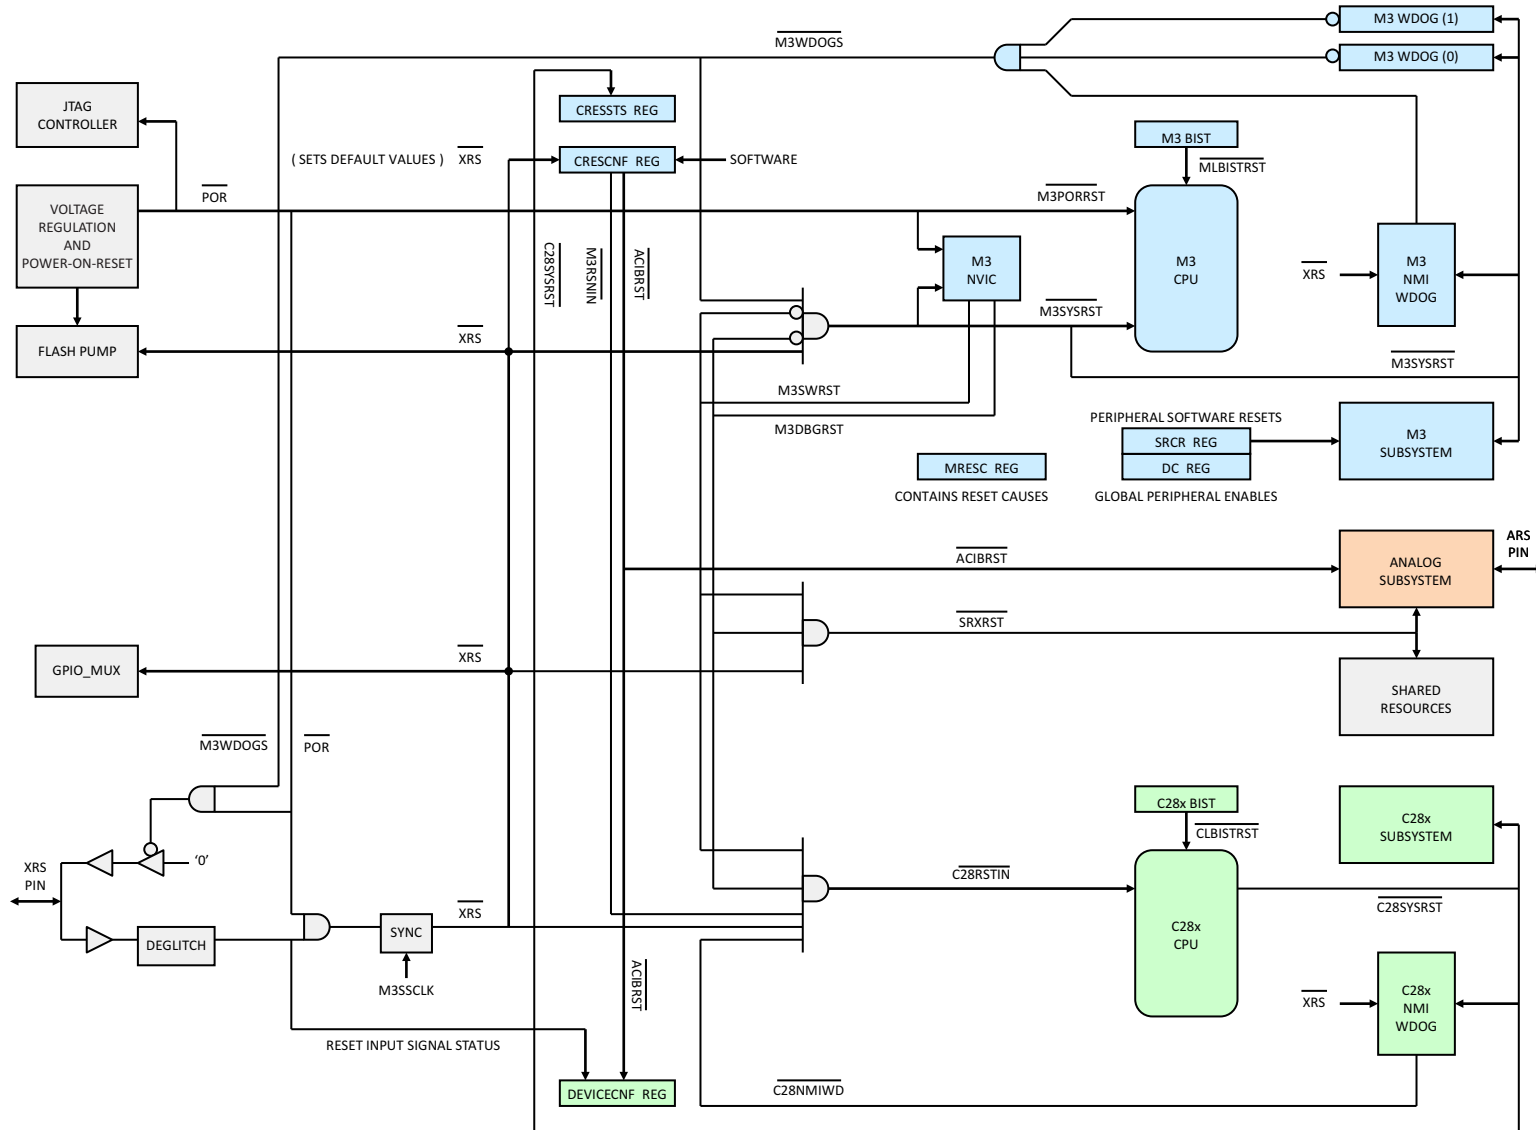 M3 WDOG (1)
M3WDOGS
M3 WDOG (0)
JTAG
CONTROLLER
CRESSTS REG
M3 BIST
( SETS DEFAULT VALUES )
XRS
CRESCNF REG
SOFTWARE
MLBISTRST
POR
M3PORRST
VOLTAGE
REGULATION
AND
POWER-ON-RESET
C28SYSRST
M3RSNIN
ACIBRST
M3
NVIC
M3
CPU
XRS
M3
NMI
WDOG
M3SYSRST
FLASH PUMP
XRS
M3SYSRST
M3SWRST
M3DBGRST
PERIPHERAL SOFTWARE RESETS
SRCR REG
DC REG
GLOBAL PERIPHERAL ENABLES
M3
SUBSYSTEM
MRESC REG
CONTAINS RESET CAUSES
ACIBRST
ANALOG
SUBSYSTEM
ARS
PIN
SRXRST
GPIO_MUX
XRS
SHARED
RESOURCES
M3WDOGS
POR
C28x BIST
CLBISTRST
C28x
SUBSYSTEM
'0'
XRS
PIN
C28RSTIN
C28SYSRST
DEGLITCH
SYNC
XRS
M3SSCLK
C28x
CPU
ACIBRST
XRS
C28x
NMI
WDOG
RESET INPUT SIGNAL STATUS
DEVICECNF REG
C28NMIWD